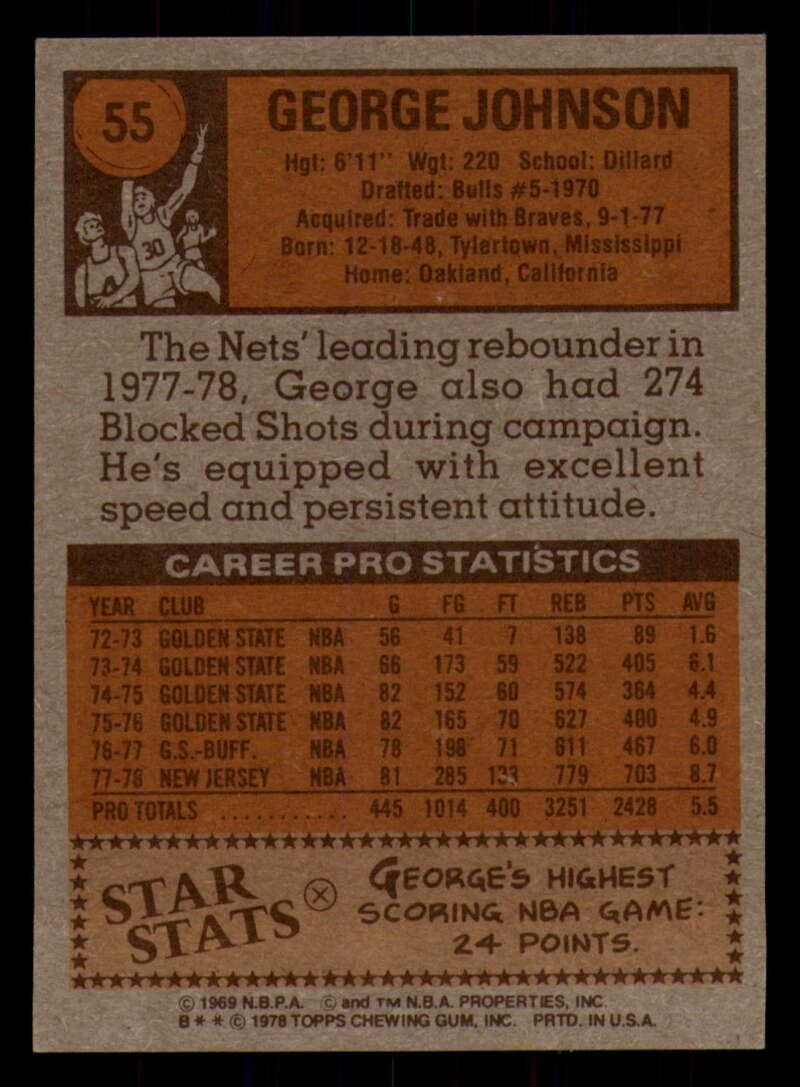 55
GEORGE JOHNSON
Hgt: 6'11" Wgt: 220 School: Dillard
Drafted: Bulls #5-1970
Acquired: Trade with Braves, 9-1-77
Born: 12-18-48, Tylertown, Mississippi
Home: Oakland, California
30
The Nets' leading rebounder in
1977-78, George also had 274
Blocked Shots during campaign.
He's equipped with excellent
speed and persistent attitude.
CAREER PRO STATISTICS
YEAR CLUB G FG FT REB PTS AVG
72-73 GOLDEN STATE NBA 56 41 7 138 89 1.6
73-74 GOLDEN STATE NBA 66 173 59 522 405 6.1
74-75 GOLDEN STATE NBA 82 152 60 574 364 4.4
75-76 GOLDEN STATE NBA 82 165 70 627 400 4.9
76-77 G.S.-BUFF. NBA 78 198 71 611 467 6.0
77-78 NEW JERSEY NBA 81 285 133 779 703 8.7
PRO TOTALS ........... 445 1014 400 3251 2428 5.5
STAR STATS
GEORGE'S HIGHEST
SCORING NBA GAME:
24 POINTS.
© 1969 N.B.P.A. © and TM N.B.A. PROPERTIES, INC.
B * * © 1978 TOPPS CHEWING GUM, INC. PRTD. IN U.S.A.